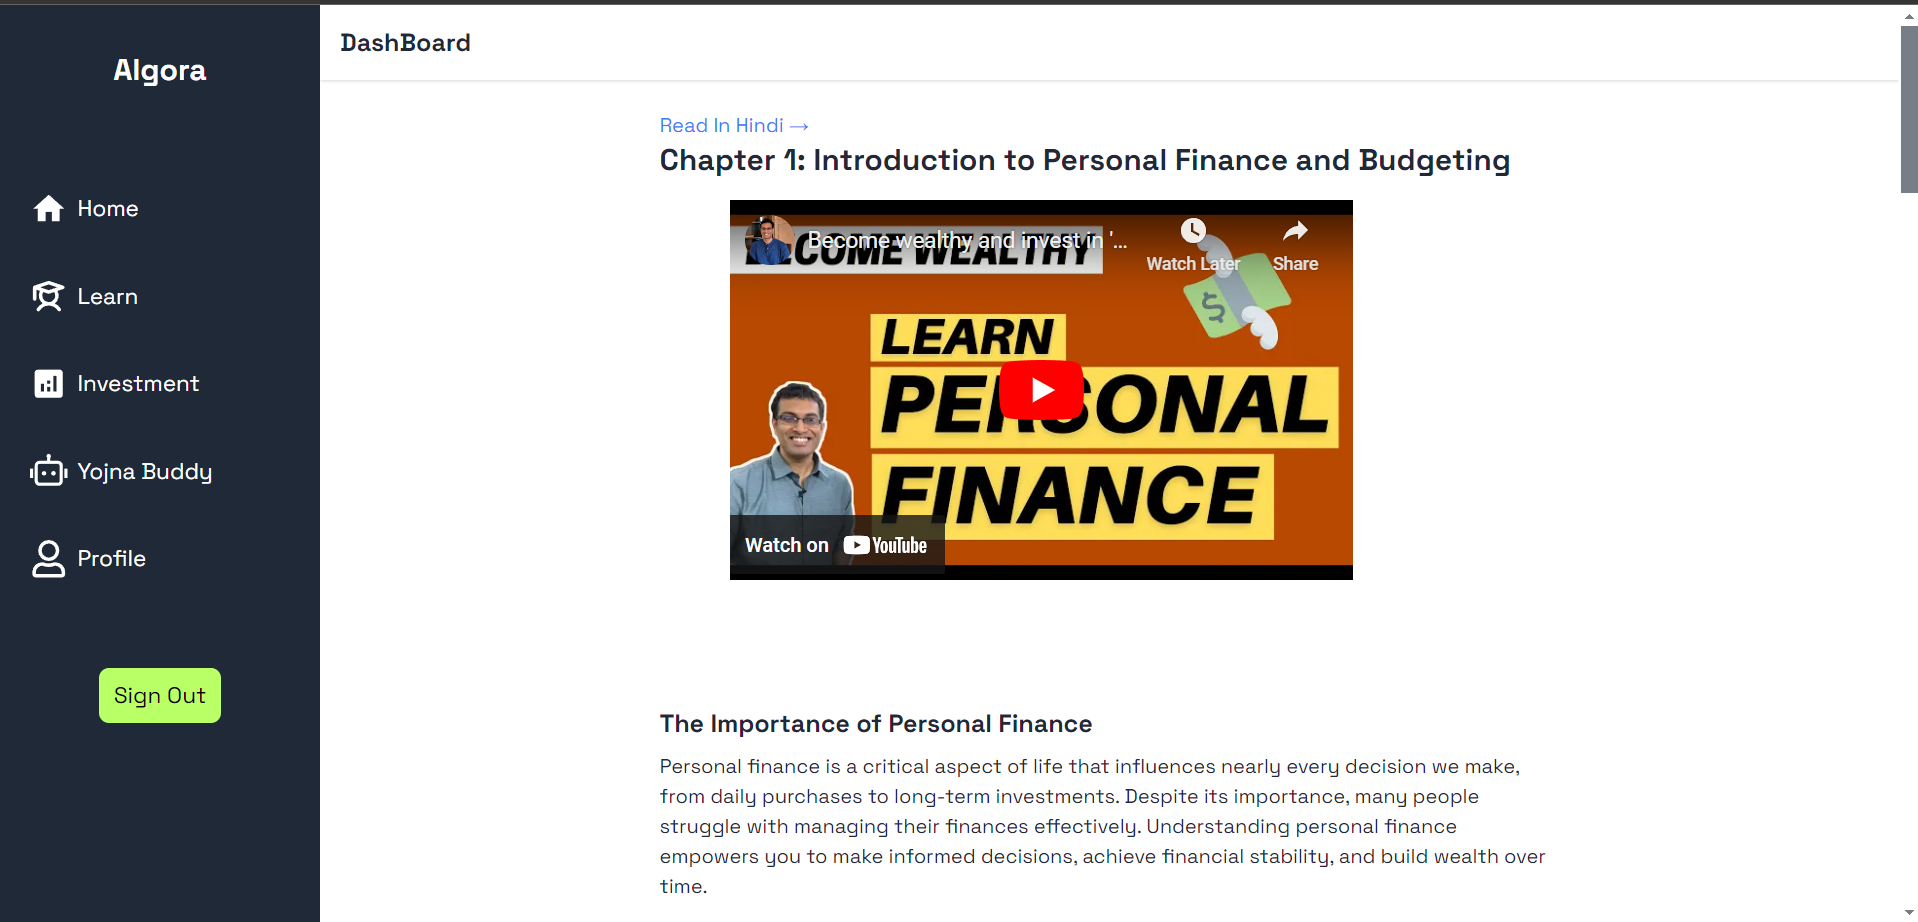 Algora
Home
Learn
Investment
Yojna Buddy
Profile
Sign Out
DashBoard
Read In Hindi →
Chapter 1: Introduction to Personal Finance and Budgeting
Become wealthy and invest in '...
COME WEALTHY
Watch Later
Share
LEARN
PERSONAL
FINANCE
Watch on YouTube
The Importance of Personal Finance
Personal finance is a critical aspect of life that influences nearly every decision we make,
from daily purchases to long-term investments. Despite its importance, many people
struggle with managing their finances effectively. Understanding personal finance
empowers you to make informed decisions, achieve financial stability, and build wealth over
time.